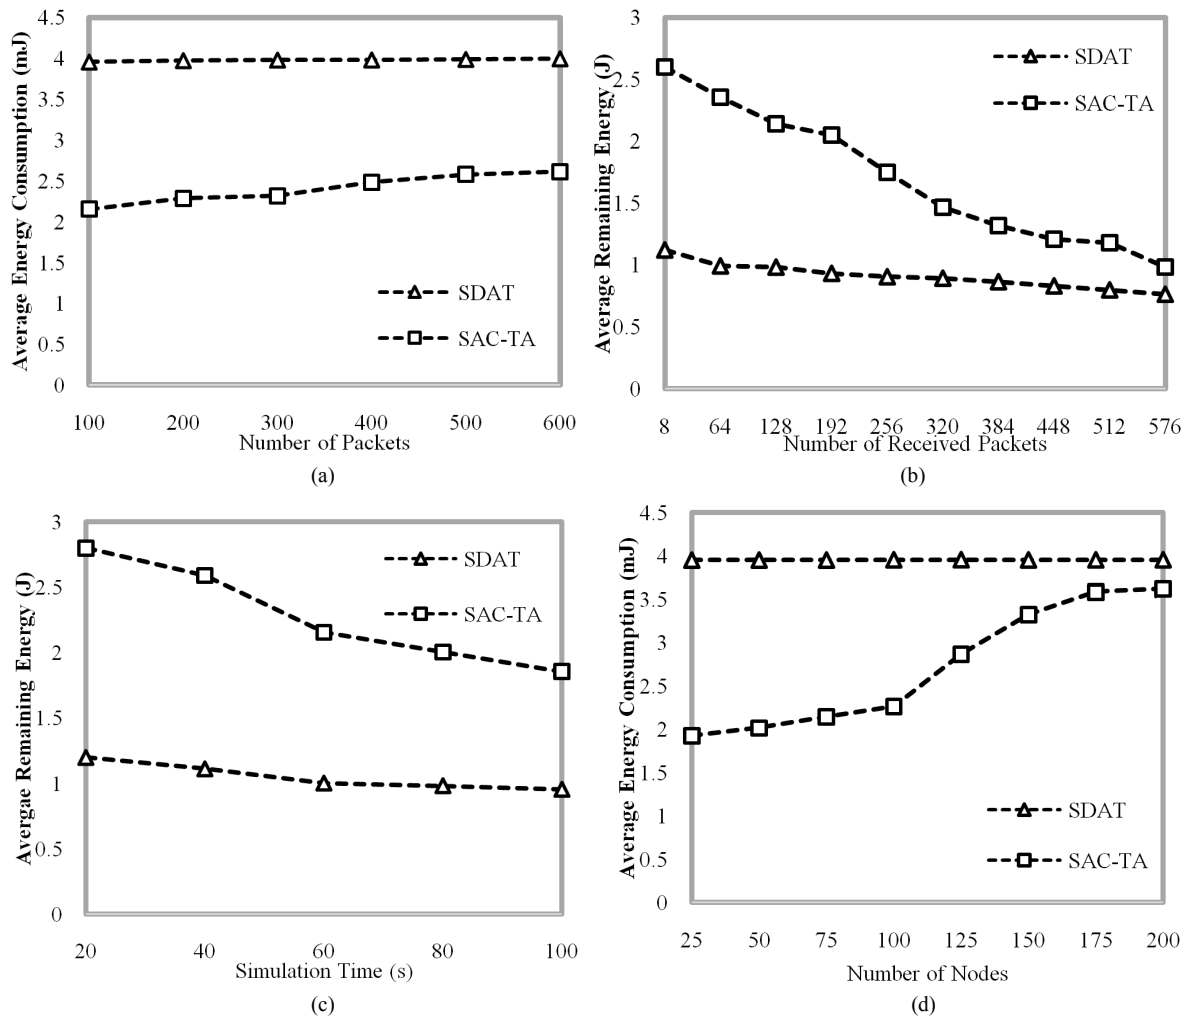 4.5
4
3.5
3
2.5
2
1.5
1
0.5
0
Average Energy Consumption (mJ)
SDAT
SAC-TA
100 200 300 400 500 600
Number of Packets
(a)
3
2.5
2
1.5
1
0.5
0
Average Remaining Energy (J)
SDAT
SAC-TA
8 64 128 192 256 320 384 448 512 576
Number of Received Packets
(b)
3
2.5
2
1.5
1
0.5
0
Avergae Remaining Energy (J)
SDAT
SAC-TA
20 40 60 80 100
Simulation Time (s)
(c)
4.5
4
3.5
3
2.5
2
1.5
1
0.5
0
Average Energy Consumption (mJ)
SDAT
SAC-TA
25 50 75 100 125 150 175 200
Number of Nodes
(d)